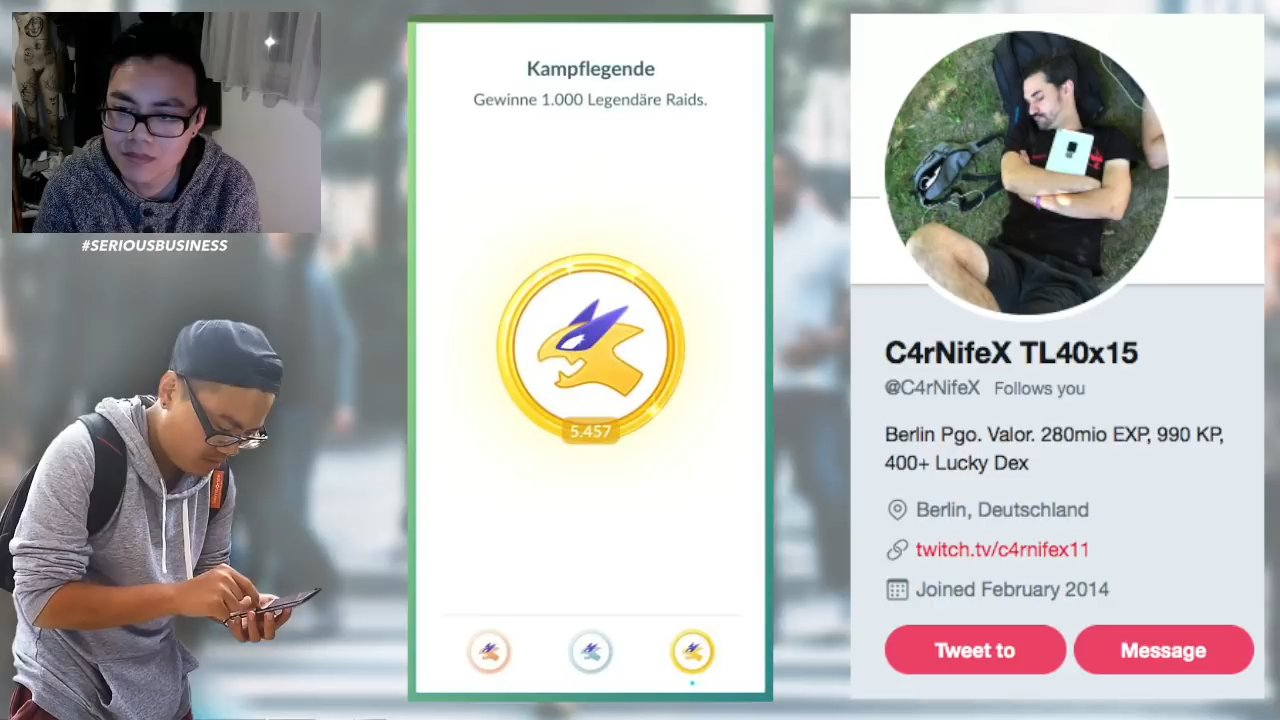 #SERIOUSBUSINESS
Kampflegende
Gewinne 1.000 Legendäre Raids.
5.457
C4rNifeX TL40x15
@C4rNifeX Follows you
Berlin Pgo. Valor. 280mio EXP, 990 KP,
400+ Lucky Dex
Berlin, Deutschland
twitch.tv/c4rnifex11
Joined February 2014
Tweet to
Message